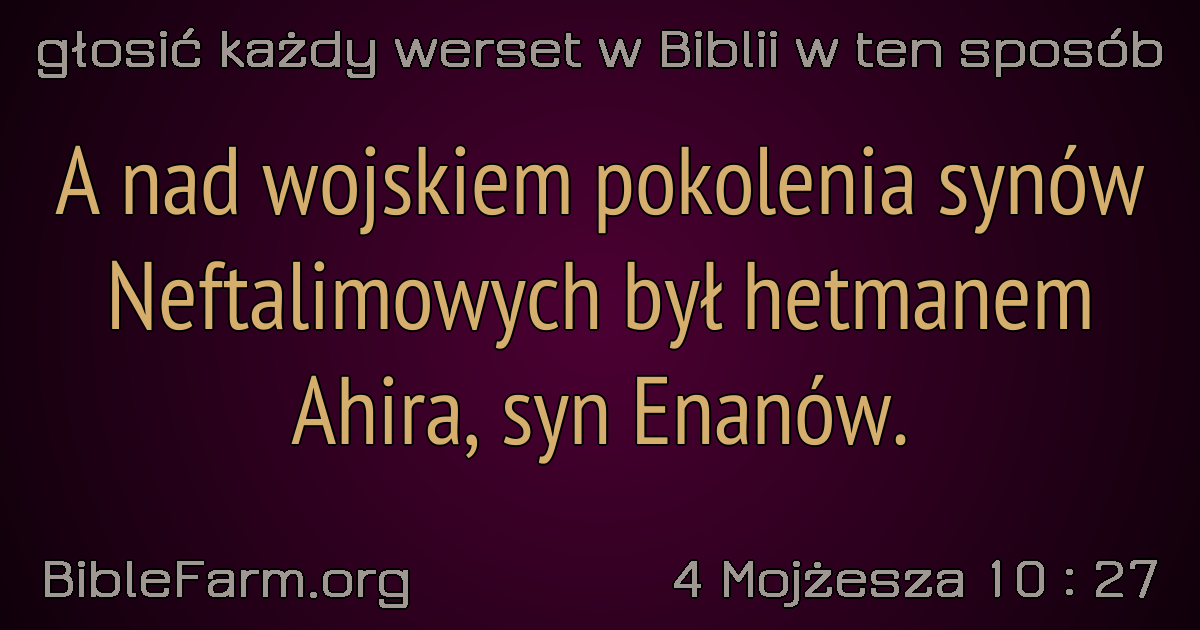 głosić każdy werset w Biblii w ten sposób
A nad wojskiem pokolenia synów
Neftalimowych był hetmanem
Ahira, syn Enanów.
BibleFarm.org
4 Mojżesza 10 : 27